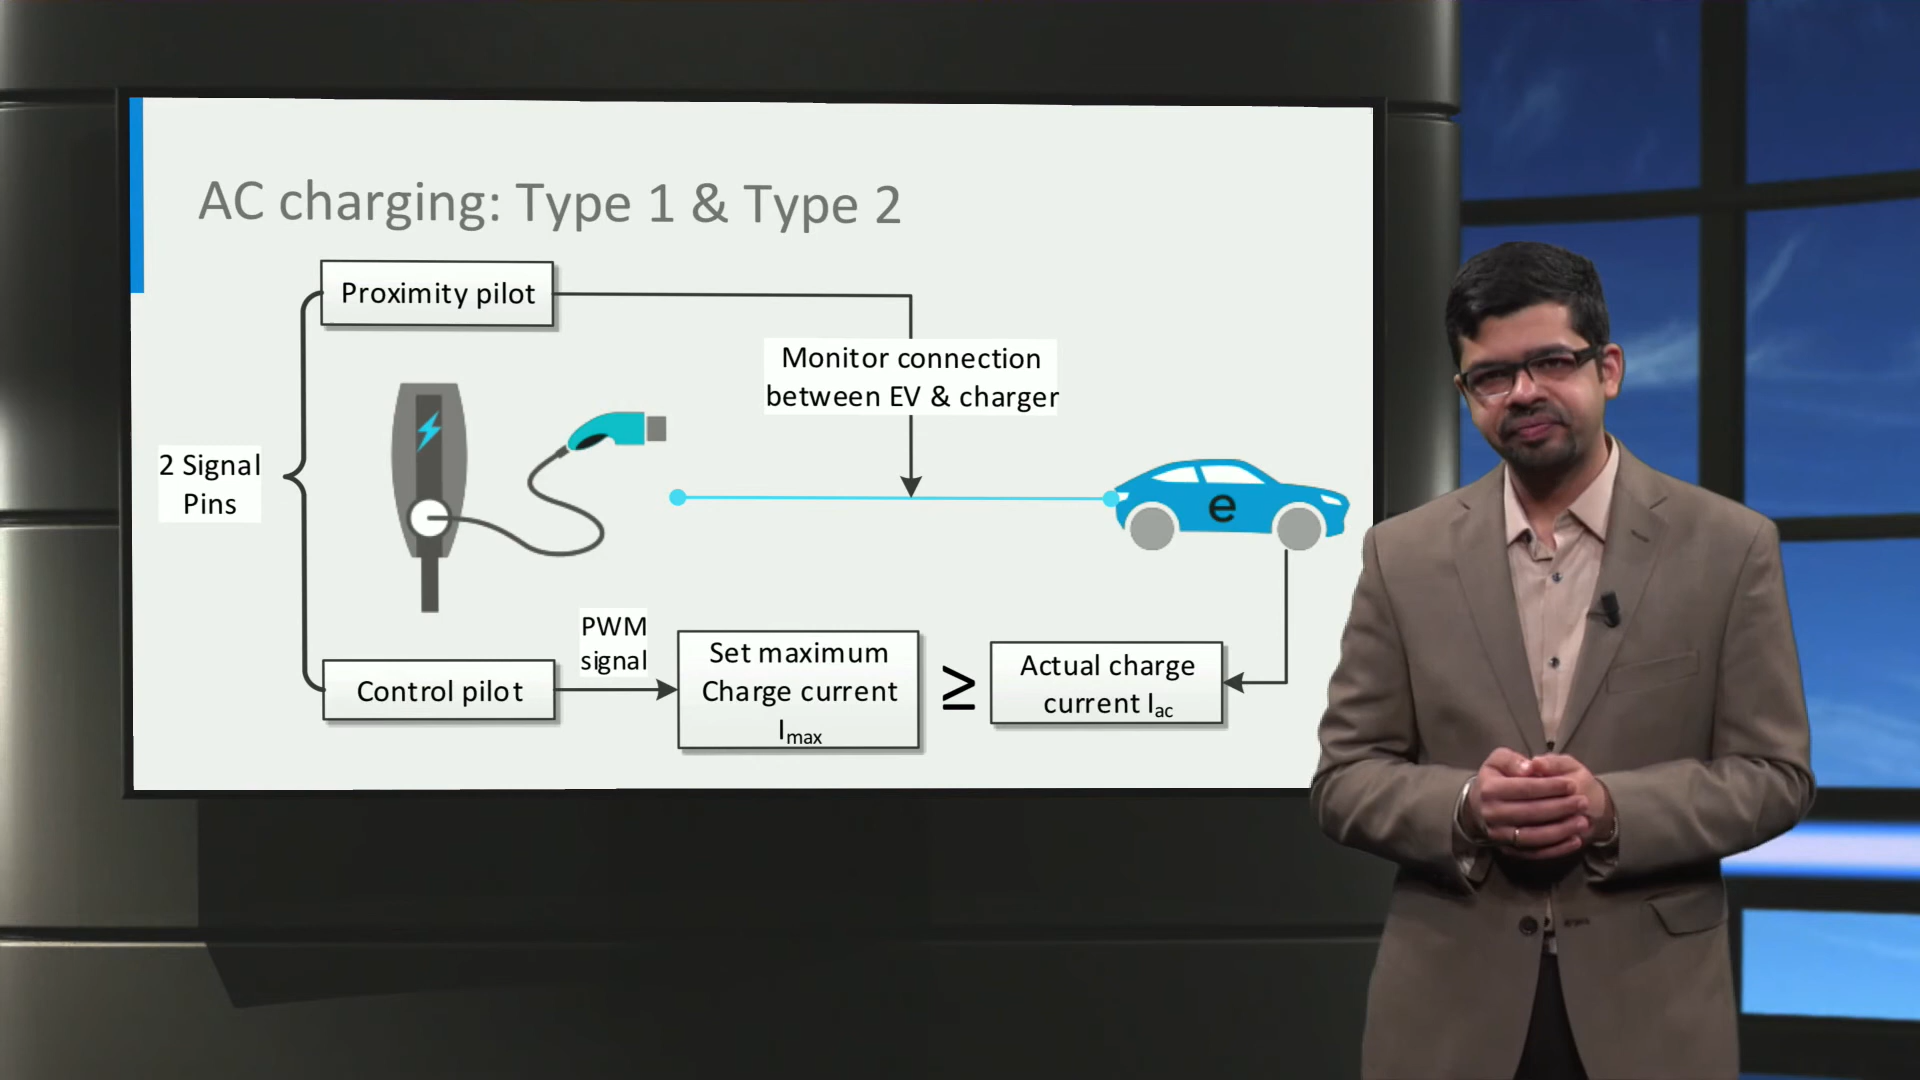 AC charging: Type 1 & Type 2
Proximity pilot
Monitor connection
between EV & charger
2 Signal
Pins
e
PWM
signal
Control pilot
Set maximum
Charge current
Imax
≥
Actual charge
current Iac